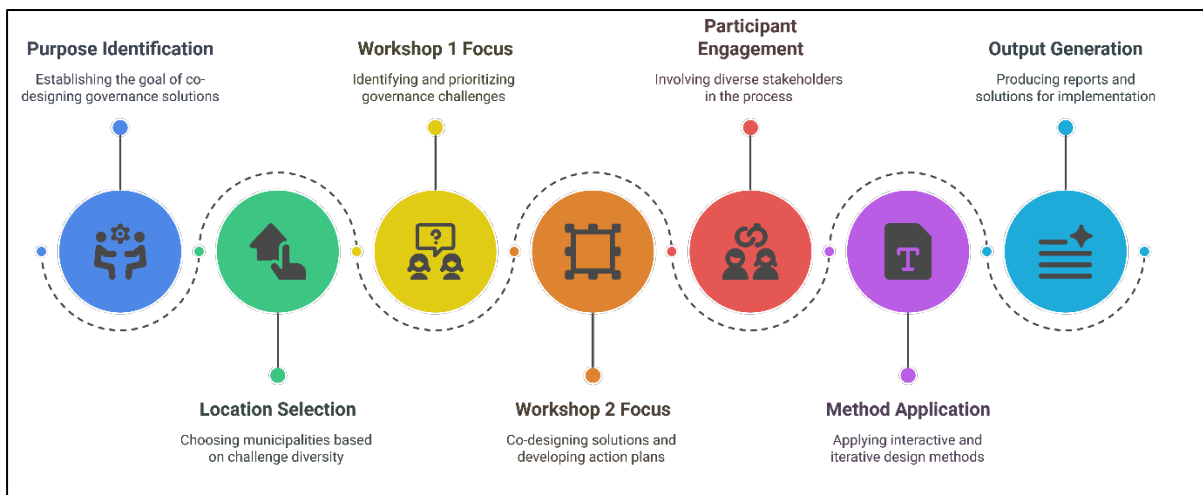 Purpose Identification
Establishing the goal of co-
designing governance solutions
Location Selection
Choosing municipalities based
on challenge diversity
Workshop 1 Focus
Identifying and prioritizing
governance challenges
?
Workshop 2 Focus
Co-designing solutions and
developing action plans
Participant
Engagement
Involving diverse stakeholders
in the process
Method Application
Applying interactive and
iterative design methods
T
Output Generation
Producing reports and
solutions for implementation